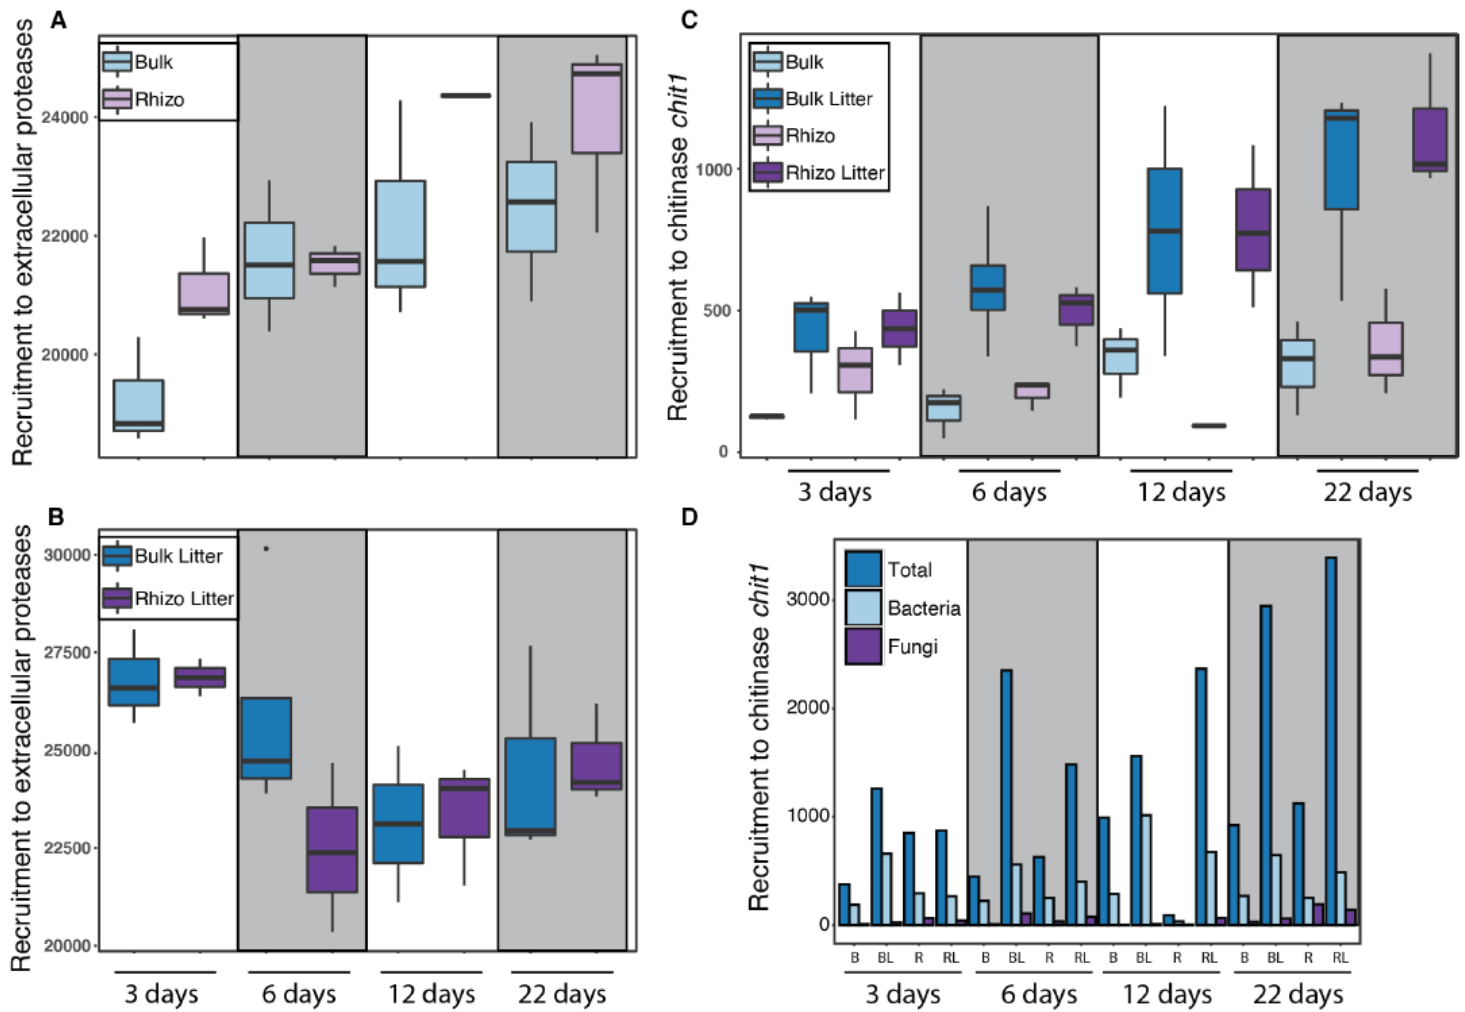 A
Recruitment to extracellular proteases
Bulk
Rhizo
24000
22000
20000
B
Recruitment to extracellular proteases
Bulk Litter
Rhizo Litter
30000
27500
25000
22500
20000
3 days
6 days
12 days
22 days
C
Recruitment to chitinase chit1
Bulk
Bulk Litter
Rhizo
Rhizo Litter
1000
500
0
3 days
6 days
12 days
22 days
D
Recruitment to chitinase chit1
Total
Bacteria
Fungi
3000
2000
1000
0
B BL R RL B BL R RL B BL R RL B BL R RL
3 days
6 days
12 days
22 days